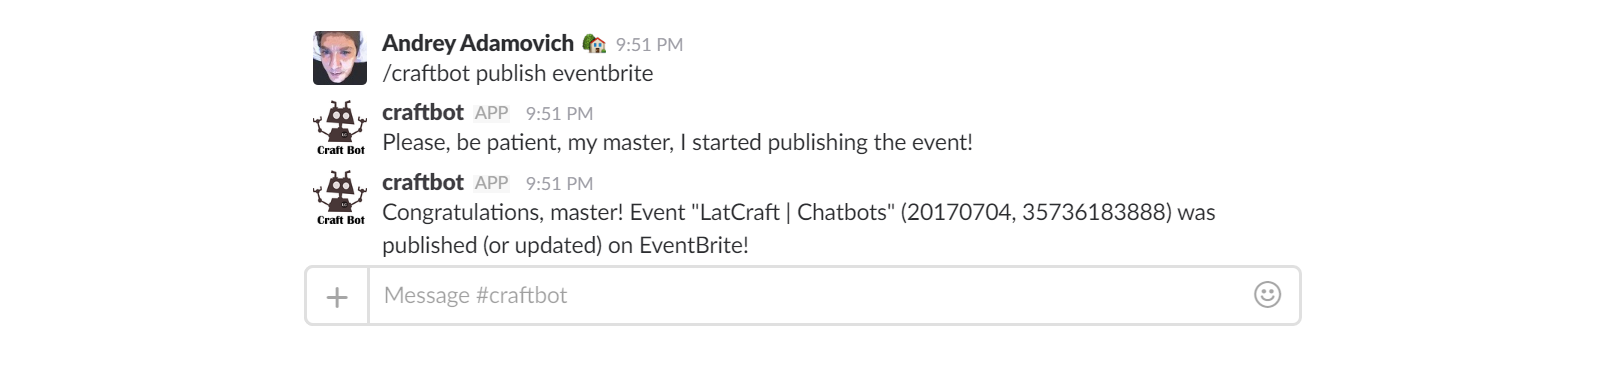 Andrey Adamovich 9:51 PM
/craftbot publish eventbrite
craftbot APP 9:51 PM
Craft Bot
Please, be patient, my master, I started publishing the event!
craftbot APP 9:51 PM
Craft Bot
Congratulations, master! Event "LatCraft | Chatbots" (20170704, 35736183888) was
published (or updated) on EventBrite!
Message #craftbot